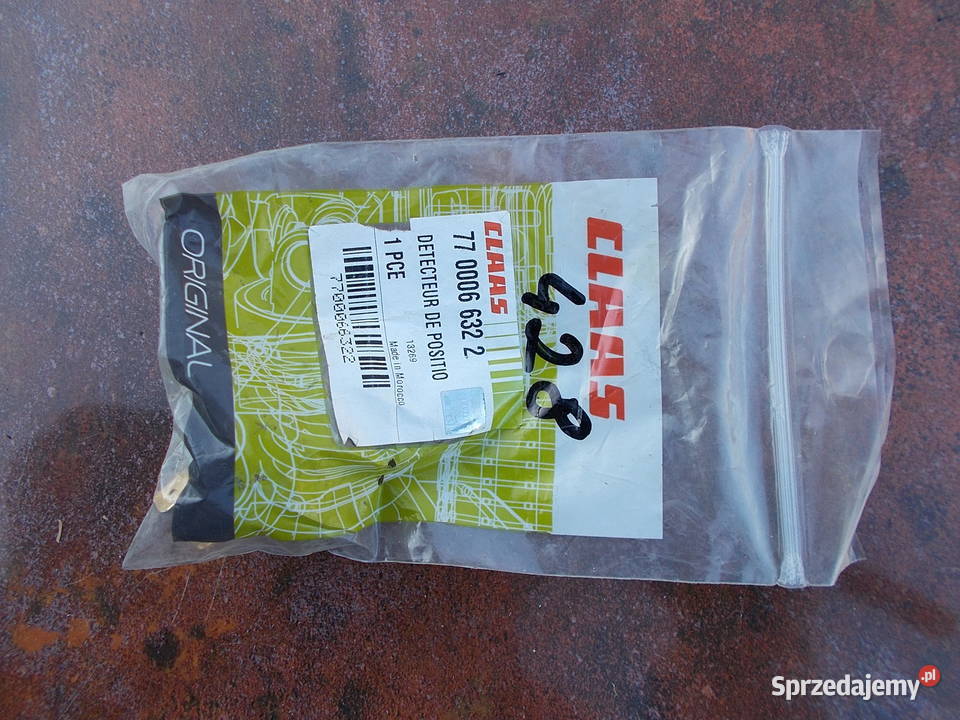 CLAAS
428
CLAAS
77 0006 632 2
DETECTEUR DE POSITIO
1 PCE
13269
Made in Morocco
7700066322
ORIGINAL
Sprzedajemy.pl